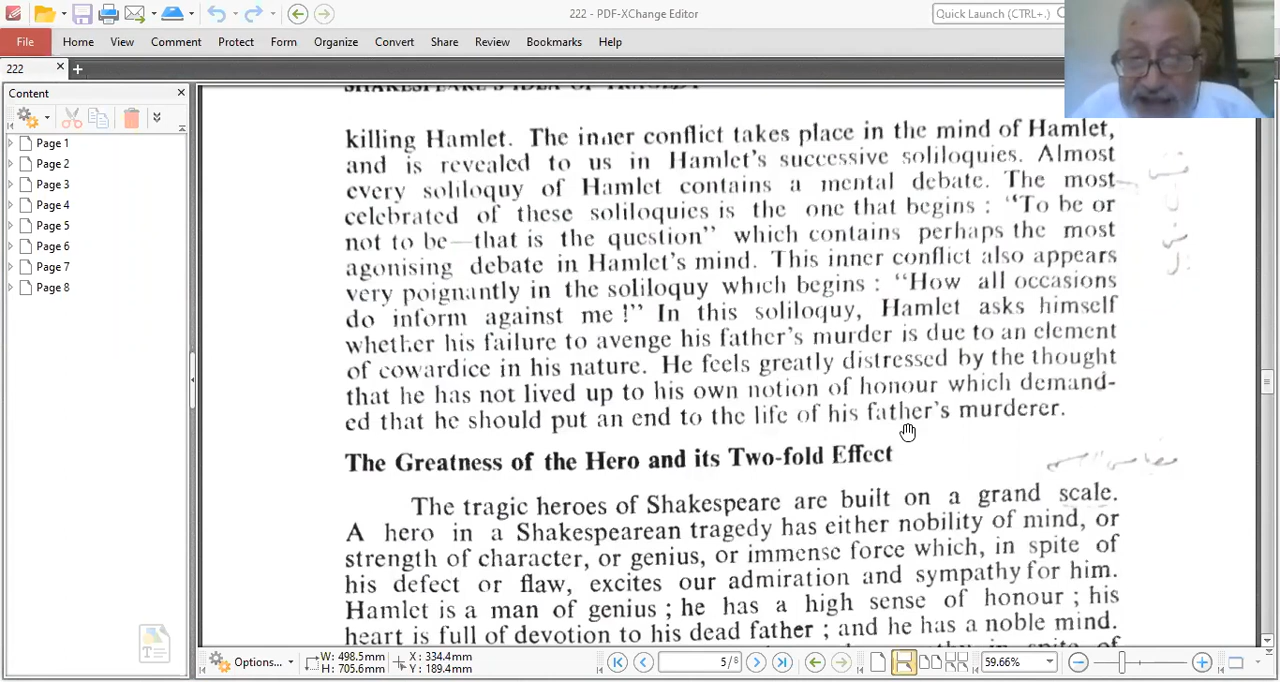 222 - PDF-XChange Editor
Quick Launch (CTRL+.)
File Home View Comment Protect Form Organize Convert Share Review Bookmarks Help
222
Content
Page 1
Page 2
Page 3
Page 4
Page 5
Page 6
Page 7
Page 8
SHAKESPEARE'S IDEA OF TRAGEDY
killing Hamlet. The inner conflict takes place in the mind of Hamlet,
and is revealed to us in Hamlet's successive soliloquies. Almost
every soliloquy of Hamlet contains a mental debate. The most
celebrated of these soliloquies is the one that begins : "To be or
not to be—that is the question" which contains perhaps the most
agonising debate in Hamlet's mind. This inner conflict also appears
very poignantly in the soliloquy which begins : "How all occasions
do inform against me !" In this soliloquy, Hamlet asks himself
whether his failure to avenge his father's murder is due to an element
of cowardice in his nature. He feels greatly distressed by the thought
that he has not lived up to his own notion of honour which demand-
ed that he should put an end to the life of his father's murderer.
The Greatness of the Hero and its Two-fold Effect
The tragic heroes of Shakespeare are built on a grand scale.
A hero in a Shakespearean tragedy has either nobility of mind, or
strength of character, or genius, or immense force which, in spite of
his defect or flaw, excites our admiration and sympathy for him.
Hamlet is a man of genius ; he has a high sense of honour ; his
heart is full of devotion to his dead father ; and he has a noble mind.
in spite of
Options...
W: 498.5mm
H: 705.6mm
X: 334.4mm
Y: 189.4mm
5/8
59.66%